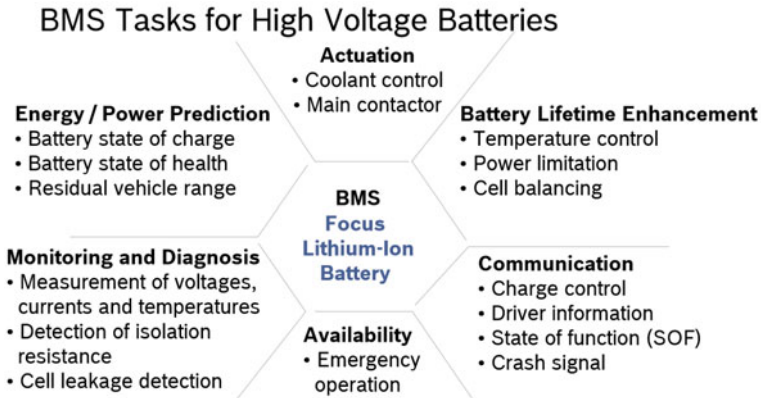 BMS Tasks for High Voltage Batteries
Actuation
• Coolant control
• Main contactor
Energy / Power Prediction
• Battery state of charge
• Battery state of health
• Residual vehicle range
Battery Lifetime Enhancement
• Temperature control
• Power limitation
• Cell balancing
BMS
Focus
Lithium-Ion
Battery
Monitoring and Diagnosis
• Measurement of voltages,
currents and temperatures
• Detection of isolation
resistance
• Cell leakage detection
Availability
• Emergency
operation
Communication
• Charge control
• Driver information
• State of function (SOF)
• Crash signal